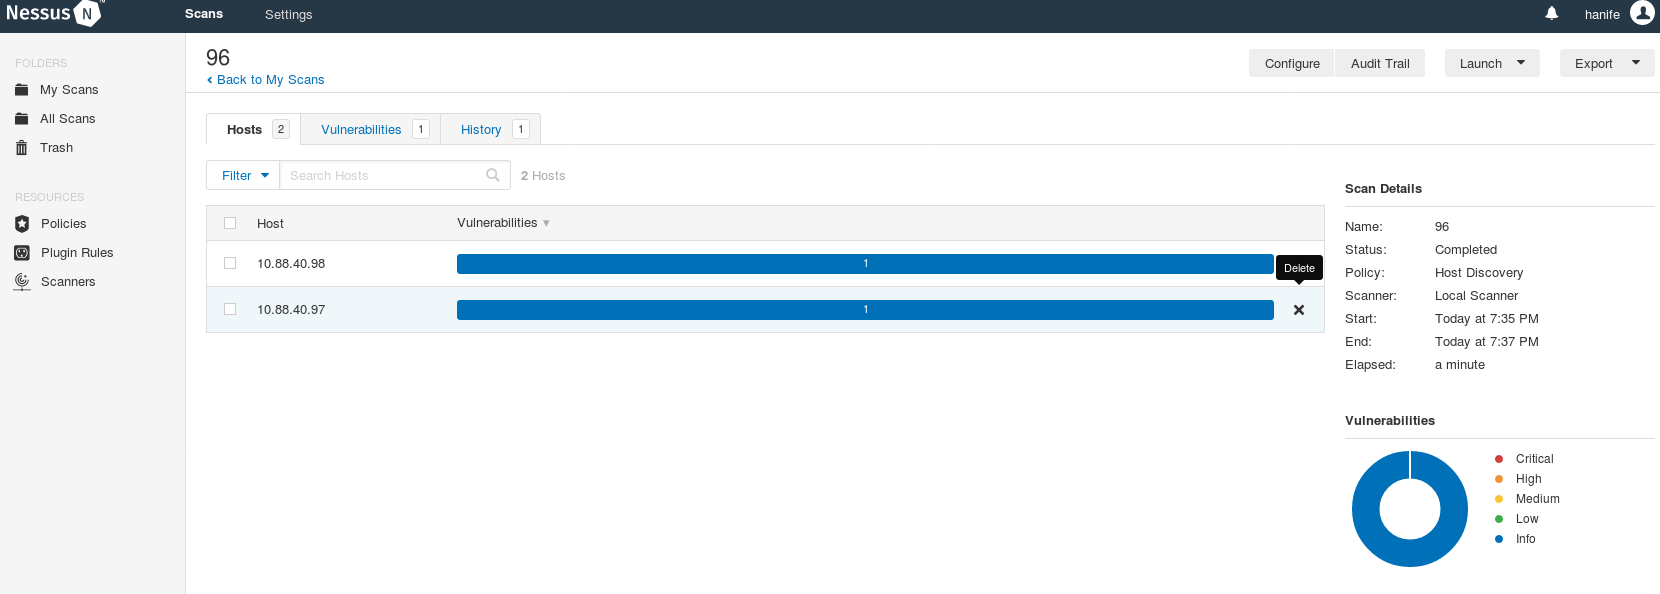 Nessus N ™
Scans Settings
hanife
FOLDERS
My Scans
All Scans
Trash
RESOURCES
Policies
Plugin Rules
Scanners
96
Back to My Scans
Configure Audit Trail Launch Export
Hosts 2 Vulnerabilities 1 History 1
Filter Search Hosts 2 Hosts
Host Vulnerabilities
10.88.40.98 1
Delete
10.88.40.97 1
Scan Details
Name: 96
Status: Completed
Policy: Host Discovery
Scanner: Local Scanner
Start: Today at 7:35 PM
End: Today at 7:37 PM
Elapsed: a minute
Vulnerabilities
Critical
High
Medium
Low
Info